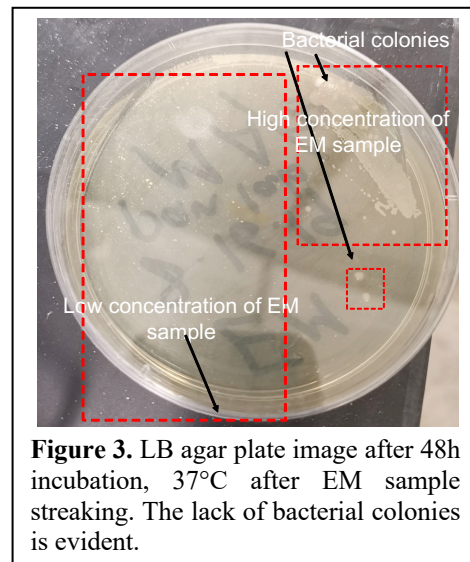 Bacterial colonies
High concentration of
EM sample
Low concentration of EM
sample
Figure 3. LB agar plate image after 48h
incubation, 37°C after EM sample
streaking. The lack of bacterial colonies
is evident.